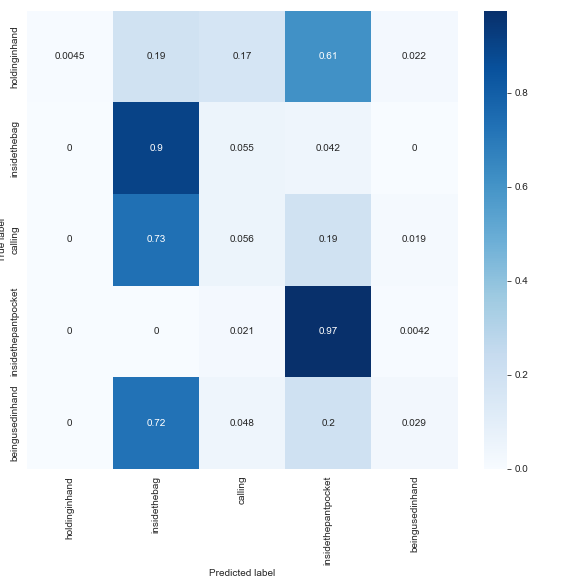 holdinginhand 0.0045 0.19 0.17 0.61 0.022
insidethebag 0 0.9 0.055 0.042 0
calling 0 0.73 0.056 0.19 0.019
insidethepantpocket 0 0 0.021 0.97 0.0042
beingusedinhand 0 0.72 0.048 0.2 0.029
True label
holdinginhand insidethebag calling insidethepantpocket beingusedinhand
Predicted label
0.8
0.6
0.4
0.2
0.0